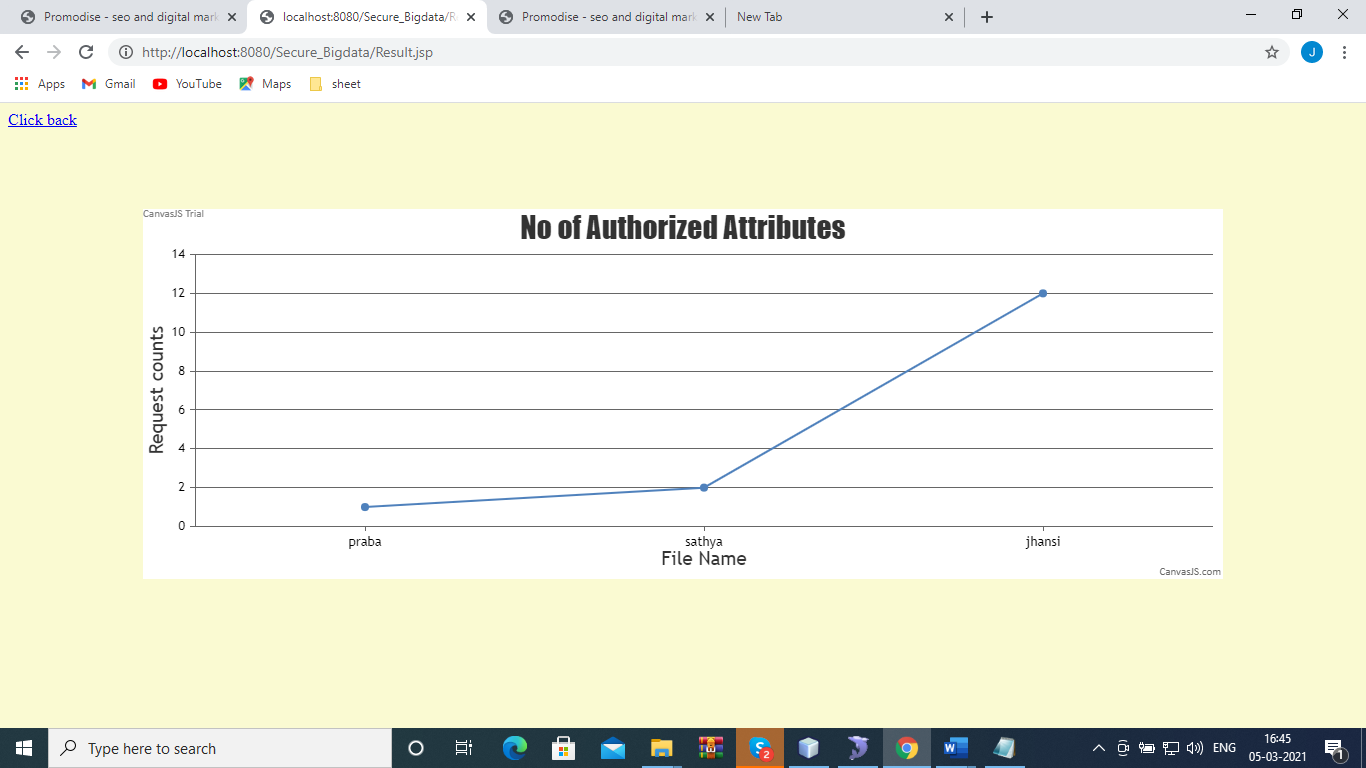 Promodise - seo and digital mark
localhost:8080/Secure_Bigdata/Re
Promodise - seo and digital mark
New Tab
http://localhost:8080/Secure_Bigdata/Result.jsp
J
Apps
Gmail
YouTube
Maps
sheet
Click back
CanvasJS Trial
No of Authorized Attributes
Request counts
14
12
10
8
6
4
2
0
praba
sathya
jhansi
File Name
CanvasJS.com
Type here to search
2
ENG
16:45
05-03-2021
1